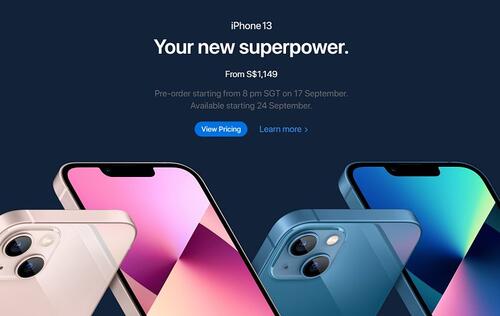 iPhone 13
Your new superpower.
From S$1,149
Pre-order starting from 8 pm SGT on 17 September.
Available starting 24 September.
View Pricing Learn more >